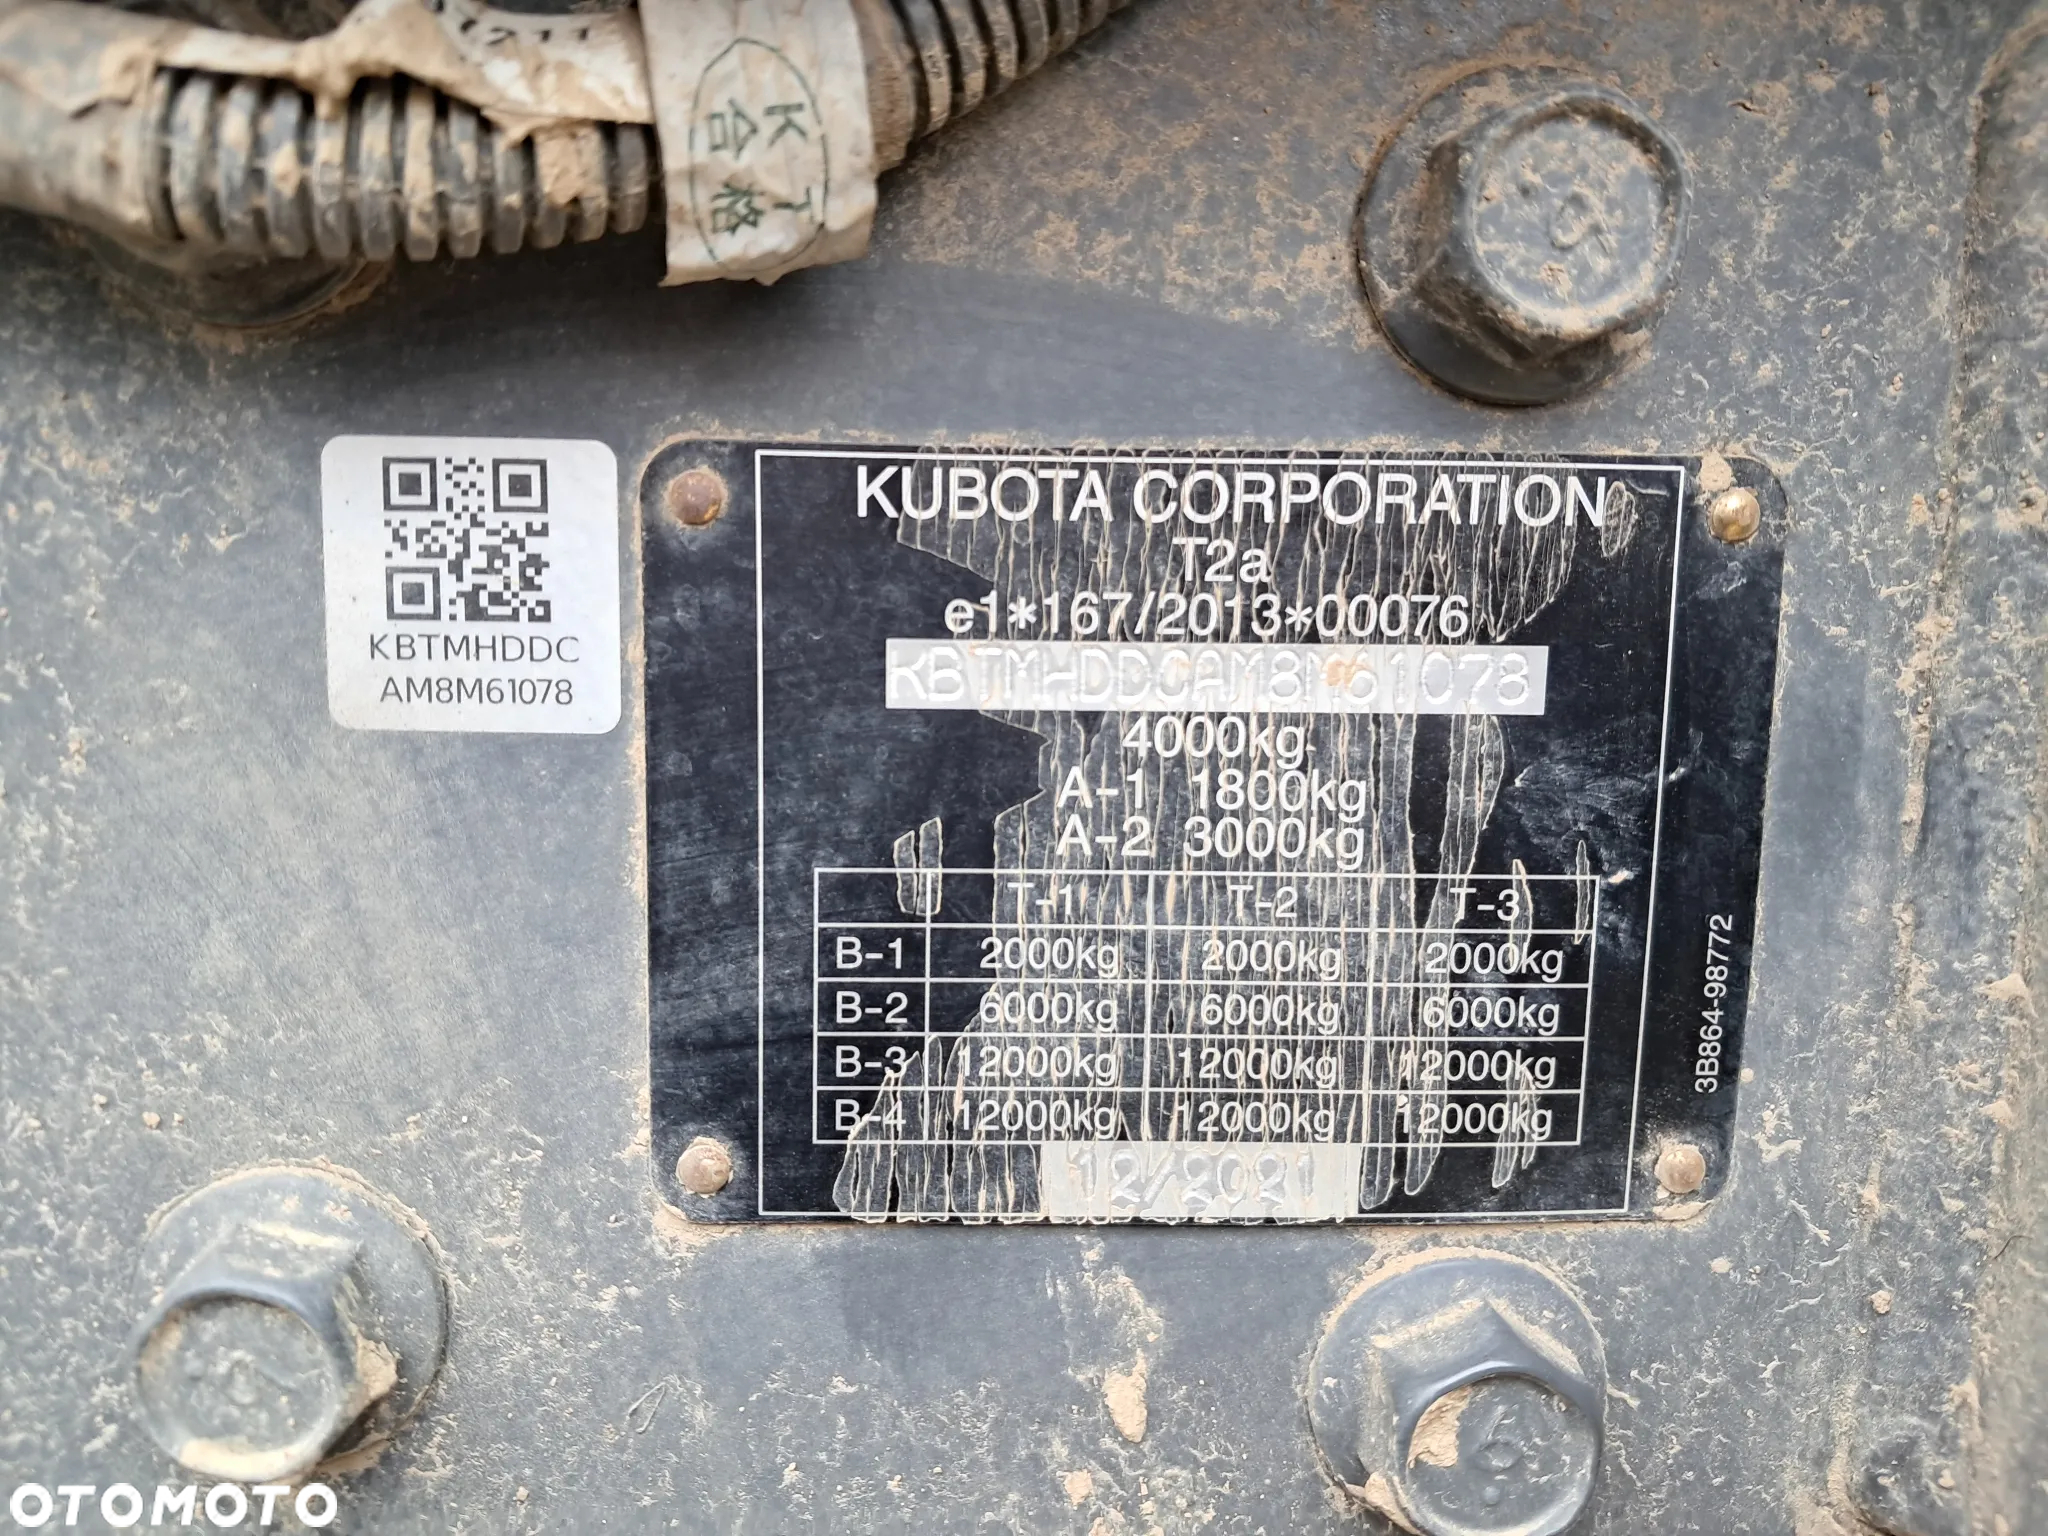 K T
合格
KBTMHDDC
AM8M61078
KUBOTA CORPORATION
T2a
e1*167/2013*00076
KBTMHDDCAM8M61078
4000kg
A-1 1800kg
A-2 3000kg
T-1 T-2 T-3
B-1 2000kg 2000kg 2000kg
B-2 6000kg 6000kg 6000kg
B-3 12000kg 12000kg 12000kg
B-4 12000kg 12000kg 12000kg
12/2021
3B864-98772
OTOMOTO